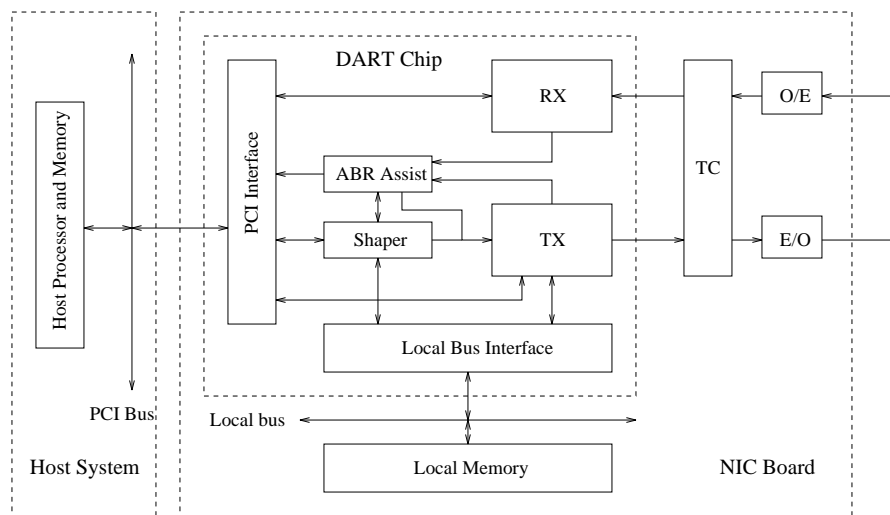 DART Chip
RX
O/E
Host Processor and Memory
PCI Interface
ABR Assist
TC
Shaper
TX
E/O
Local Bus Interface
PCI Bus
Local bus
Host System
Local Memory
NIC Board